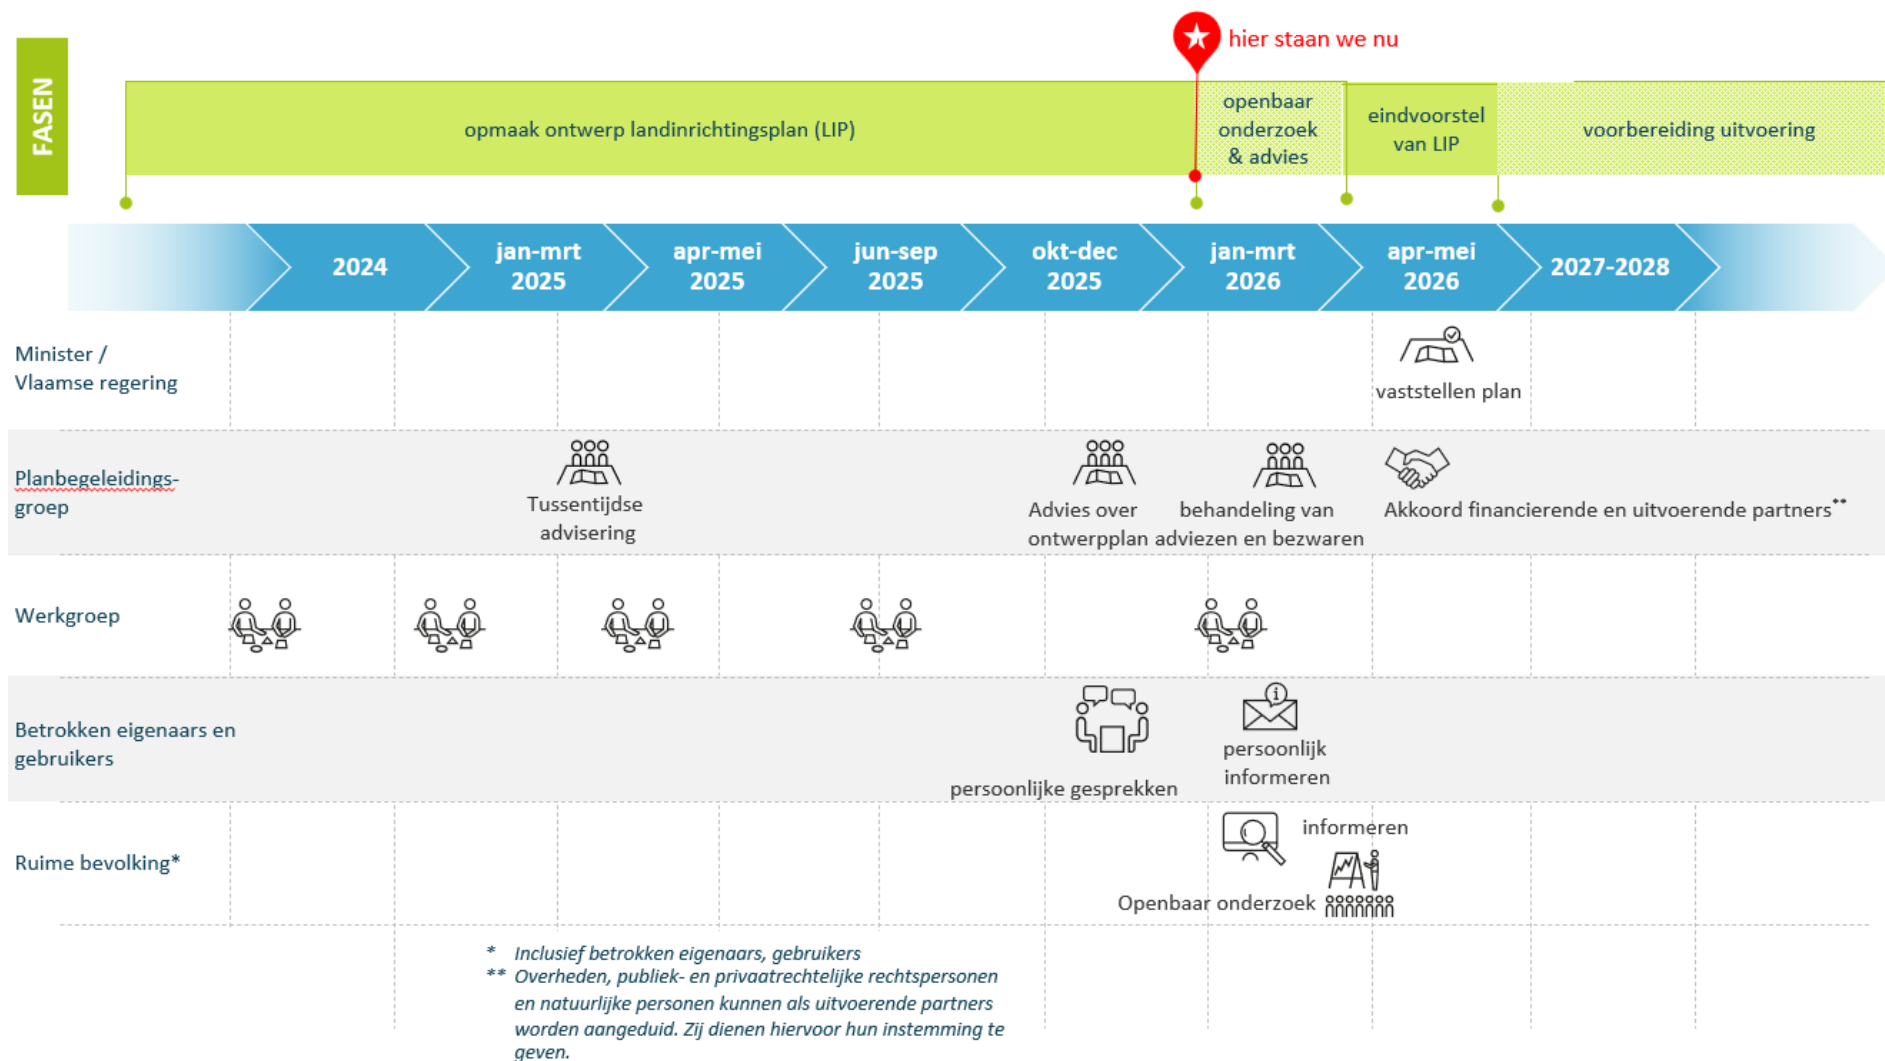 hier staan we nu
FASEN
opmaak ontwerp landinrichtingsplan (LIP)
openbaar
onderzoek
& advies
eindvoorstel
van LIP
voorbereiding uitvoering
2024
jan-mrt
2025
apr-mei
2025
jun-sep
2025
okt-dec
2025
jan-mrt
2026
apr-mei
2026
2027-2028
Minister /
Vlaamse regering
vaststellen plan
Planbegeleidings-
groep
Tussentijdse
advisering
Advies over
ontwerpplan
behandeling van
adviezen en bezwaren
Akkoord financierende en uitvoerende partners**
Werkgroep
Betrokken eigenaars en
gebruikers
persoonlijke gesprekken
persoonlijk
informeren
Ruime bevolking*
informeren
Openbaar onderzoek
* Inclusief betrokken eigenaars, gebruikers
** Overheden, publiek- en privaatrechtelijke rechtspersonen
en natuurlijke personen kunnen als uitvoerende partners
worden aangeduid. Zij dienen hiervoor hun instemming te
geven.